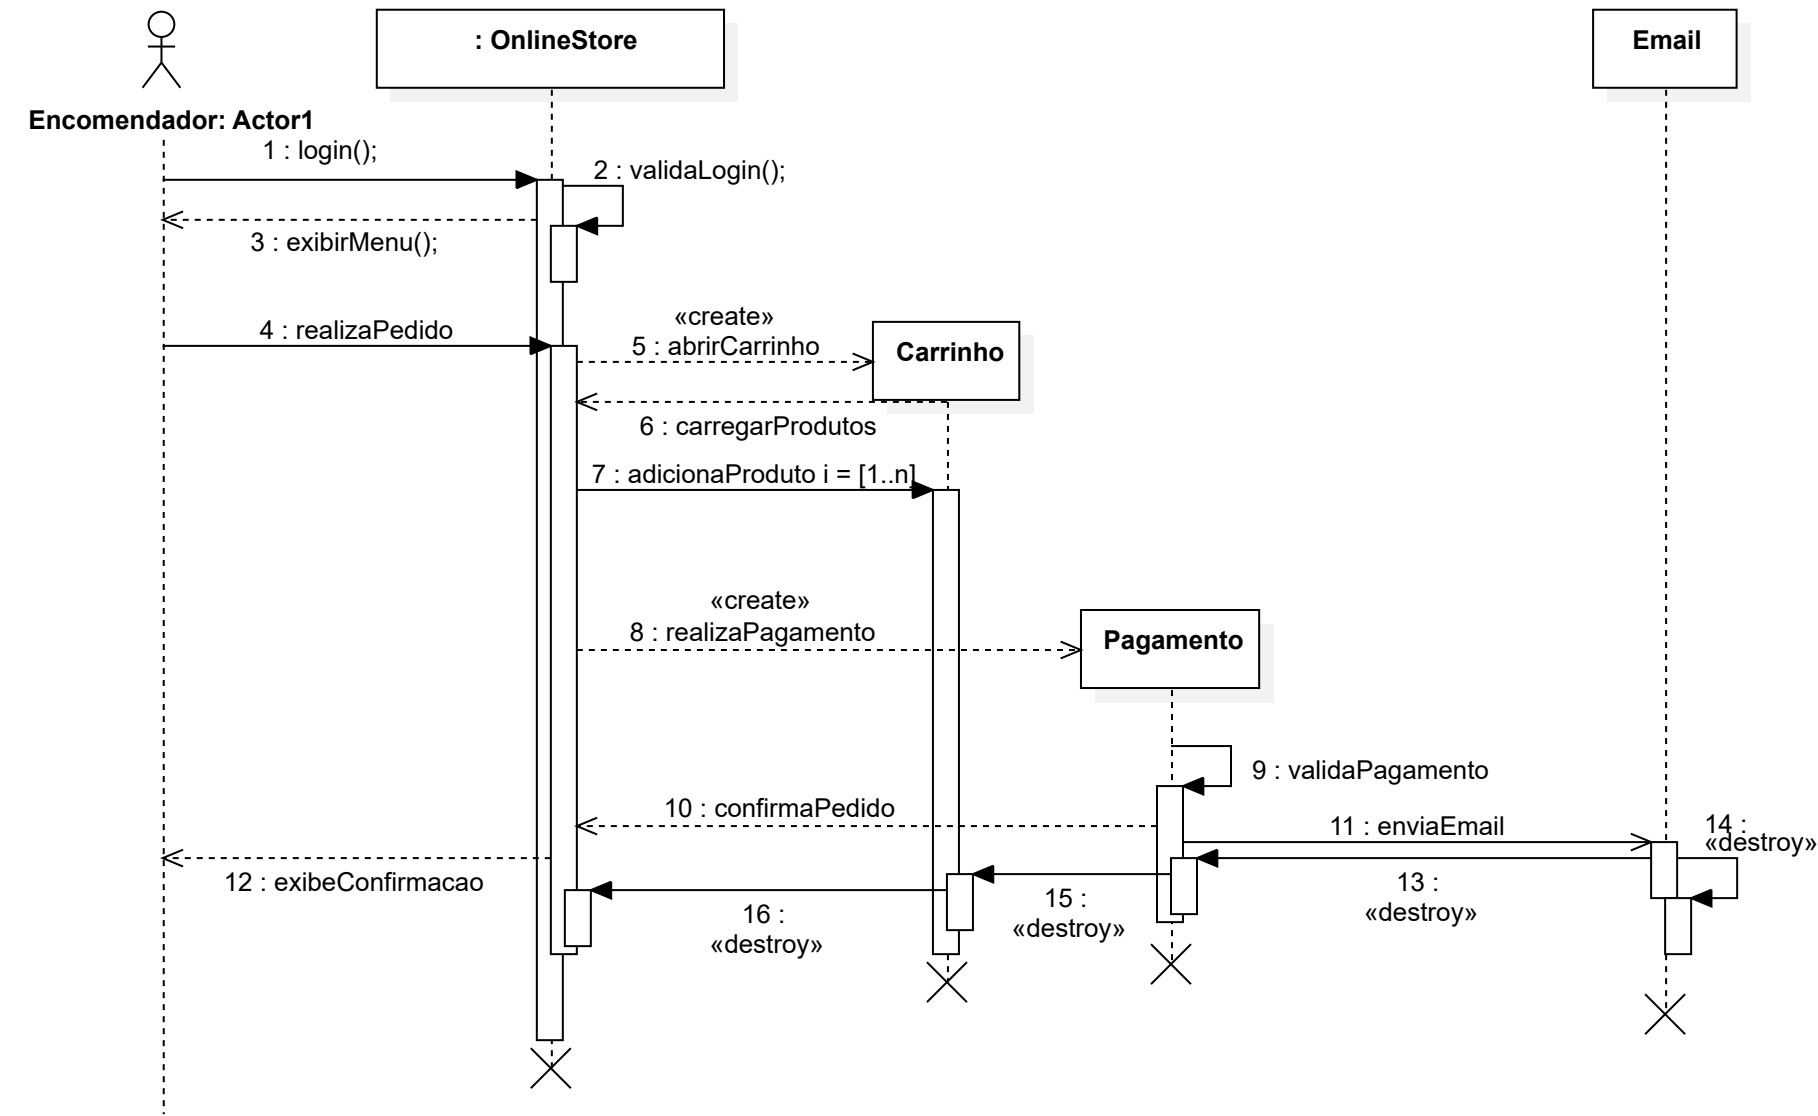 : OnlineStore
Email
Encomendador: Actor1
1 : login();
2 : validaLogin();
3 : exibirMenu();
«create»
4 : realizaPedido
5 : abrirCarrinho
Carrinho
6 : carregarProdutos
7 : adicionaProduto i = [1..n]
«create»
8 : realizaPagamento
Pagamento
9 : validaPagamento
10 : confirmaPedido
11 : enviaEmail
14 :
«destroy»
12 : exibeConfirmacao
13 :
«destroy»
15 :
«destroy»
16 :
«destroy»